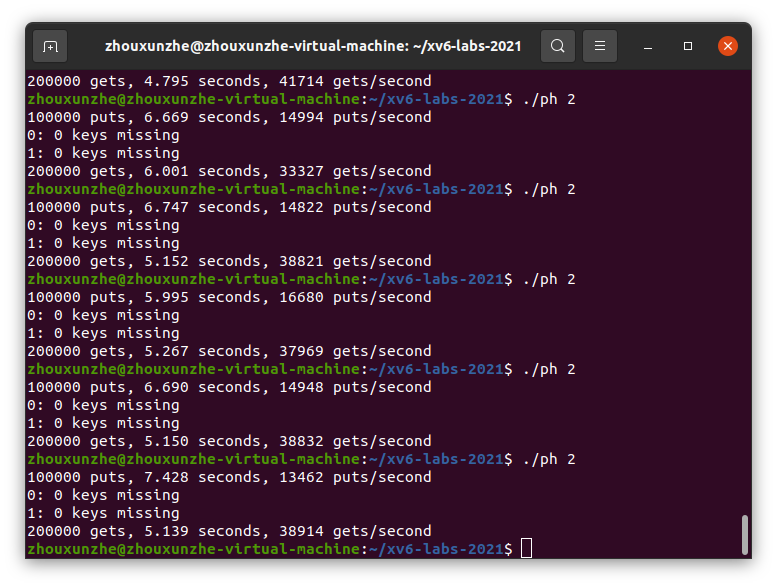 zhouxunzhe@zhouxunzhe-virtual-machine: ~/xv6-labs-2021
200000 gets, 4.795 seconds, 41714 gets/second
zhouxunzhe@zhouxunzhe-virtual-machine:~/xv6-labs-2021$ ./ph 2
100000 puts, 6.669 seconds, 14994 puts/second
0: 0 keys missing
1: 0 keys missing
200000 gets, 6.001 seconds, 33327 gets/second
zhouxunzhe@zhouxunzhe-virtual-machine:~/xv6-labs-2021$ ./ph 2
100000 puts, 6.747 seconds, 14822 puts/second
0: 0 keys missing
1: 0 keys missing
200000 gets, 5.152 seconds, 38821 gets/second
zhouxunzhe@zhouxunzhe-virtual-machine:~/xv6-labs-2021$ ./ph 2
100000 puts, 5.995 seconds, 16680 puts/second
0: 0 keys missing
1: 0 keys missing
200000 gets, 5.267 seconds, 37969 gets/second
zhouxunzhe@zhouxunzhe-virtual-machine:~/xv6-labs-2021$ ./ph 2
100000 puts, 6.690 seconds, 14948 puts/second
0: 0 keys missing
1: 0 keys missing
200000 gets, 5.150 seconds, 38832 gets/second
zhouxunzhe@zhouxunzhe-virtual-machine:~/xv6-labs-2021$ ./ph 2
100000 puts, 7.428 seconds, 13462 puts/second
0: 0 keys missing
1: 0 keys missing
200000 gets, 5.139 seconds, 38914 gets/second
zhouxunzhe@zhouxunzhe-virtual-machine:~/xv6-labs-2021$